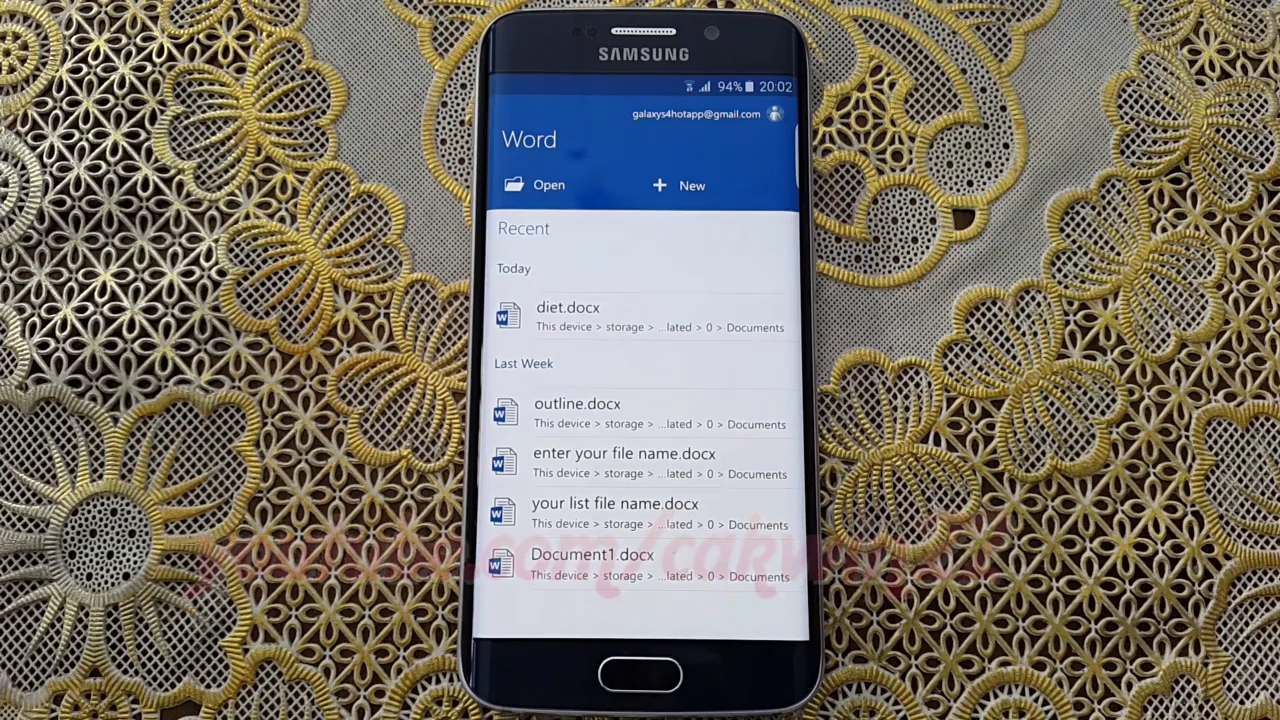 SAMSUNG
94% 20:02
galaxys4hotapp@gmail.com
Word
Open
New
Recent
Today
diet.docx
This device > storage > ...lated > 0 > Documents
Last Week
outline.docx
This device > storage > ...lated > 0 > Documents
enter your file name.docx
This device > storage > ...lated > 0 > Documents
your list file name.docx
This device > storage > ...lated > 0 > Documents
Document1.docx
This device > storage > ...lated > 0 > Documents